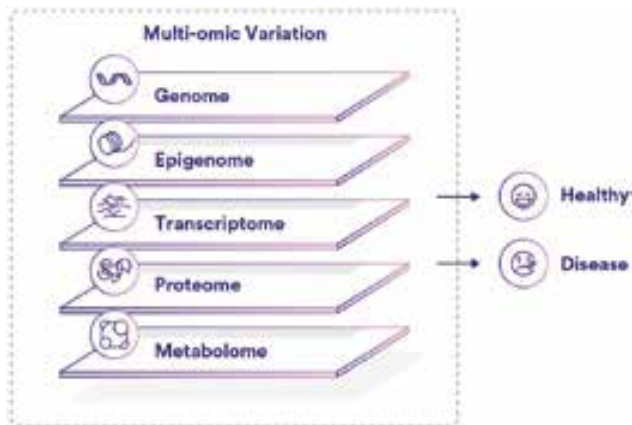 Multi-omic Variation
Genome
Epigenome
Transcriptome
Proteome
Metabolome
Healthy
Disease